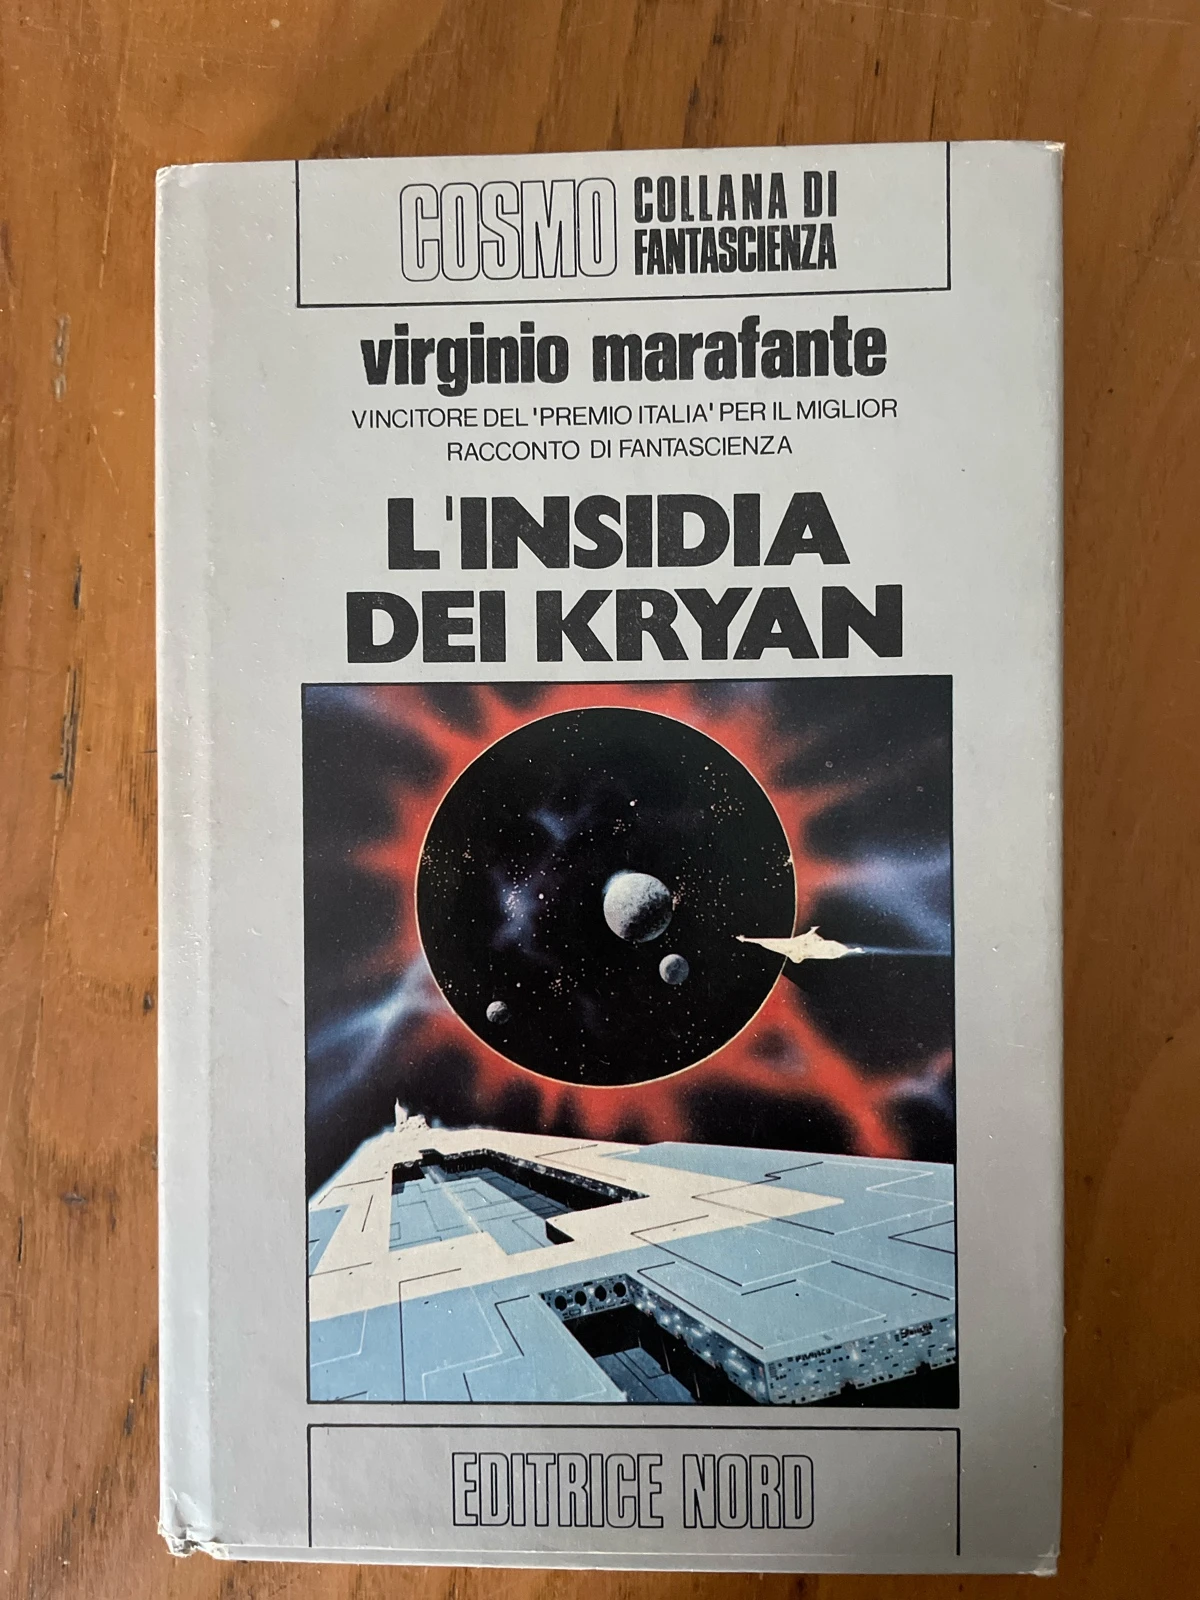 COSMO COLLANA DI
FANTASCIENZA
virginio marafante
VINCITORE DEL 'PREMIO ITALIA' PER IL MIGLIOR
RACCONTO DI FANTASCIENZA
L'INSIDIA
DEI KRYAN
EDITRICE NORD